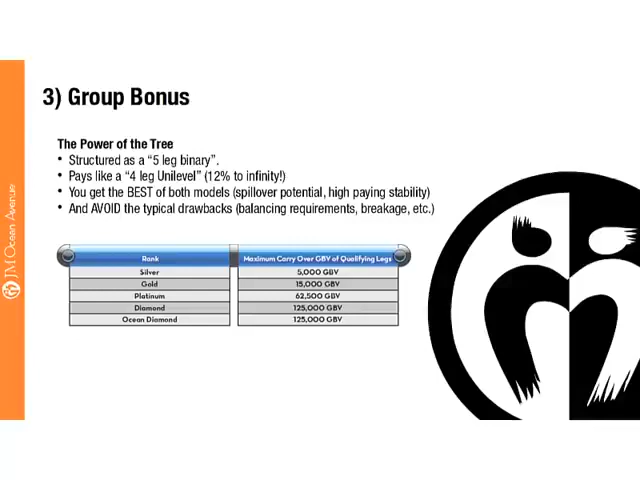 3) Group Bonus
The Power of the Tree
• Structured as a “5 leg binary”.
• Pays like a “4 leg Unilevel” (12% to infinity!)
• You get the BEST of both models (spillover potential, high paying stability)
• And AVOID the typical drawbacks (balancing requirements, breakage, etc.)
Rank Maximum Carry Over GBV of Qualifying Legs
Silver 5,000 GBV
Gold 15,000 GBV
Platinum 62,500 GBV
Diamond 125,000 GBV
Ocean Diamond 125,000 GBV
JM Ocean Avenue